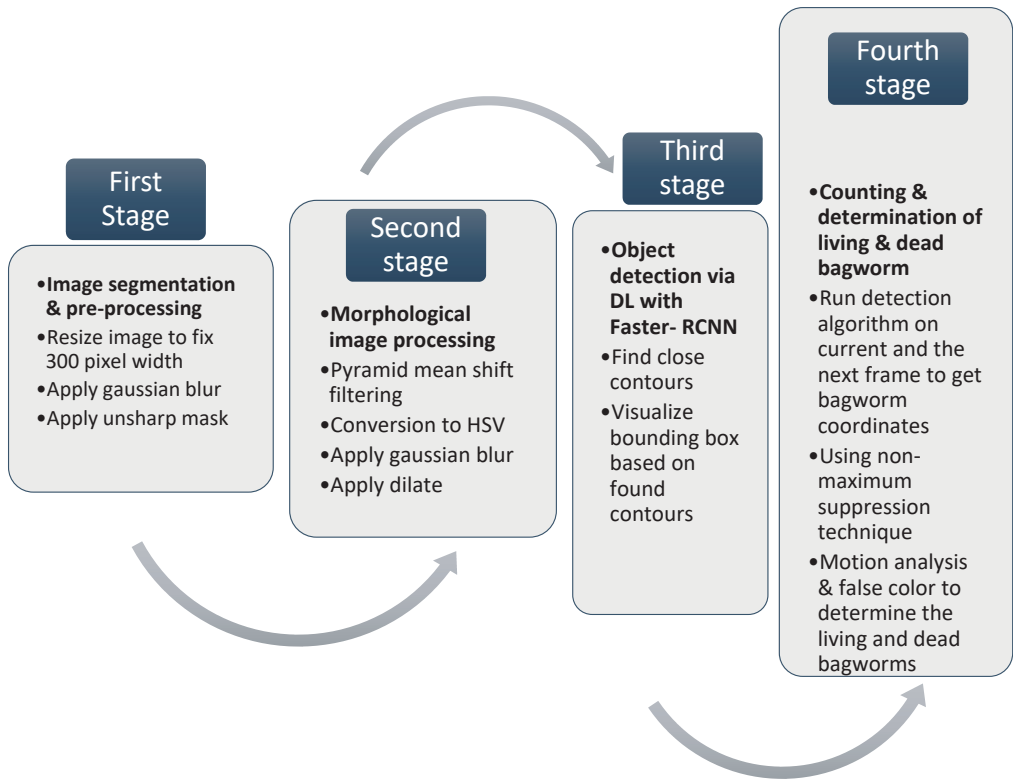 First
Stage
•Image segmentation
& pre-processing
•Resize image to fix
300 pixel width
•Apply gaussian blur
•Apply unsharp mask
Second
stage
•Morphological
image processing
•Pyramid mean shift
filtering
•Conversion to HSV
•Apply gaussian blur
•Apply dilate
Third
stage
•Object
detection via
DL with
Faster- RCNN
•Find close
contours
•Visualize
bounding box
based on
found
contours
Fourth
stage
•Counting &
determination of
living & dead
bagworm
•Run detection
algorithm on
current and the
next frame to get
bagworm
coordinates
•Using non-
maximum
suppression
technique
•Motion analysis
& false color to
determine the
living and dead
bagworms